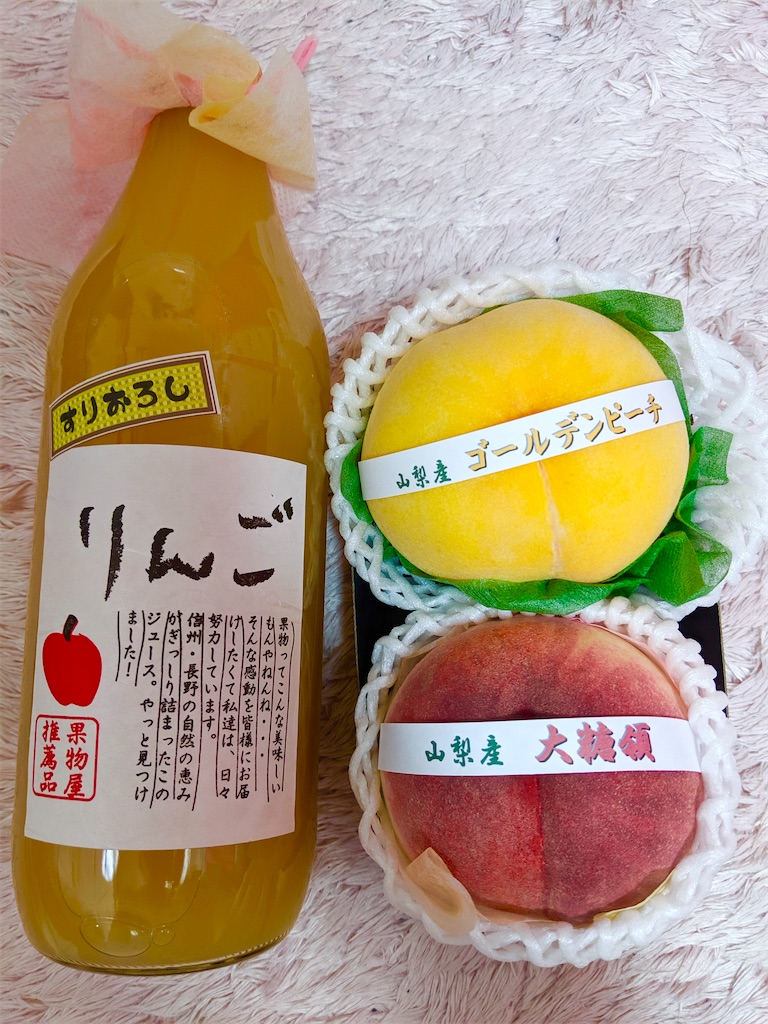 すりおろし
りんご
果物ってこんな美味しい
もんやねんね・・・
そんな感動を皆様にお届
けしたくて私達は、日々
努力しています。
信州・長野の自然の恵み
がぎっしり詰まったこの
ジュース。やっと見つけ
ました！
果物屋
推薦品
山梨産 ゴールデンピーチ
山梨産 大糖領